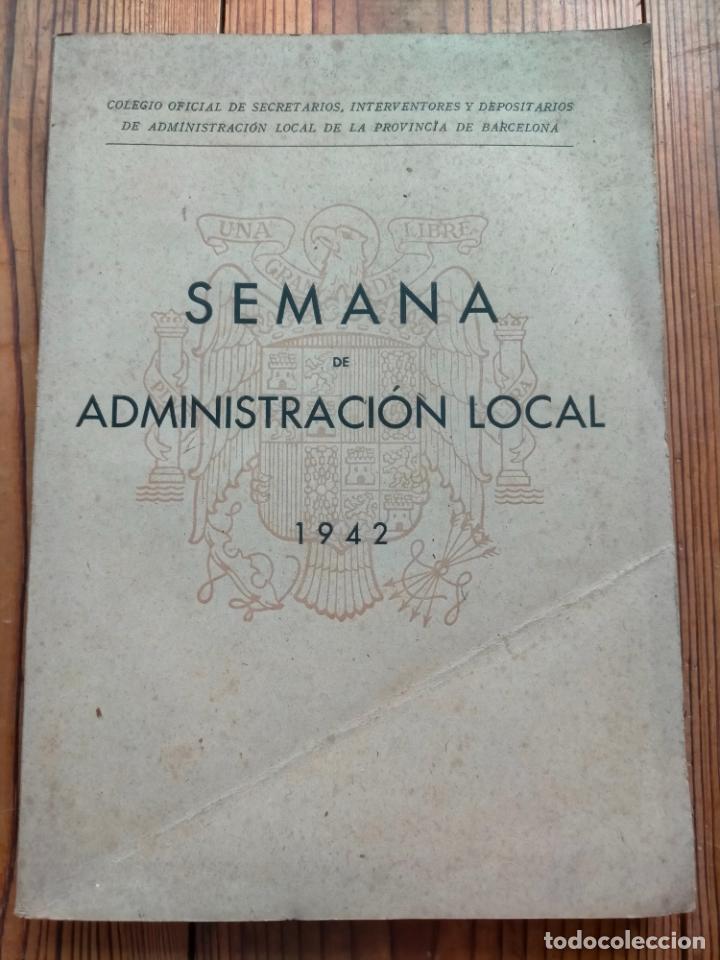 COLEGIO OFICIAL DE SECRETARIOS, INTERVENTORES Y DEPOSITARIOS
DE ADMINISTRACIÓN LOCAL DE LA PROVINCIA DE BARCELONA
UNA LIBRE
SEMANA
DE
ADMINISTRACIÓN LOCAL
1942
todocoleccion.net